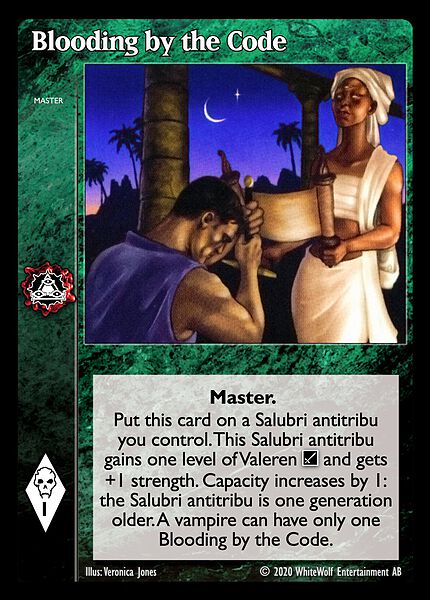 Blooding by the Code
MASTER
Master.
Put this card on a Salubri antitribu
you control. This Salubri antitribu
gains one level of Valeren and gets
+1 strength. Capacity increases by 1:
the Salubri antitribu is one generation
older. A vampire can have only one
Blooding by the Code.
1
Illus: Veronica Jones © 2020 WhiteWolf Entertainment AB